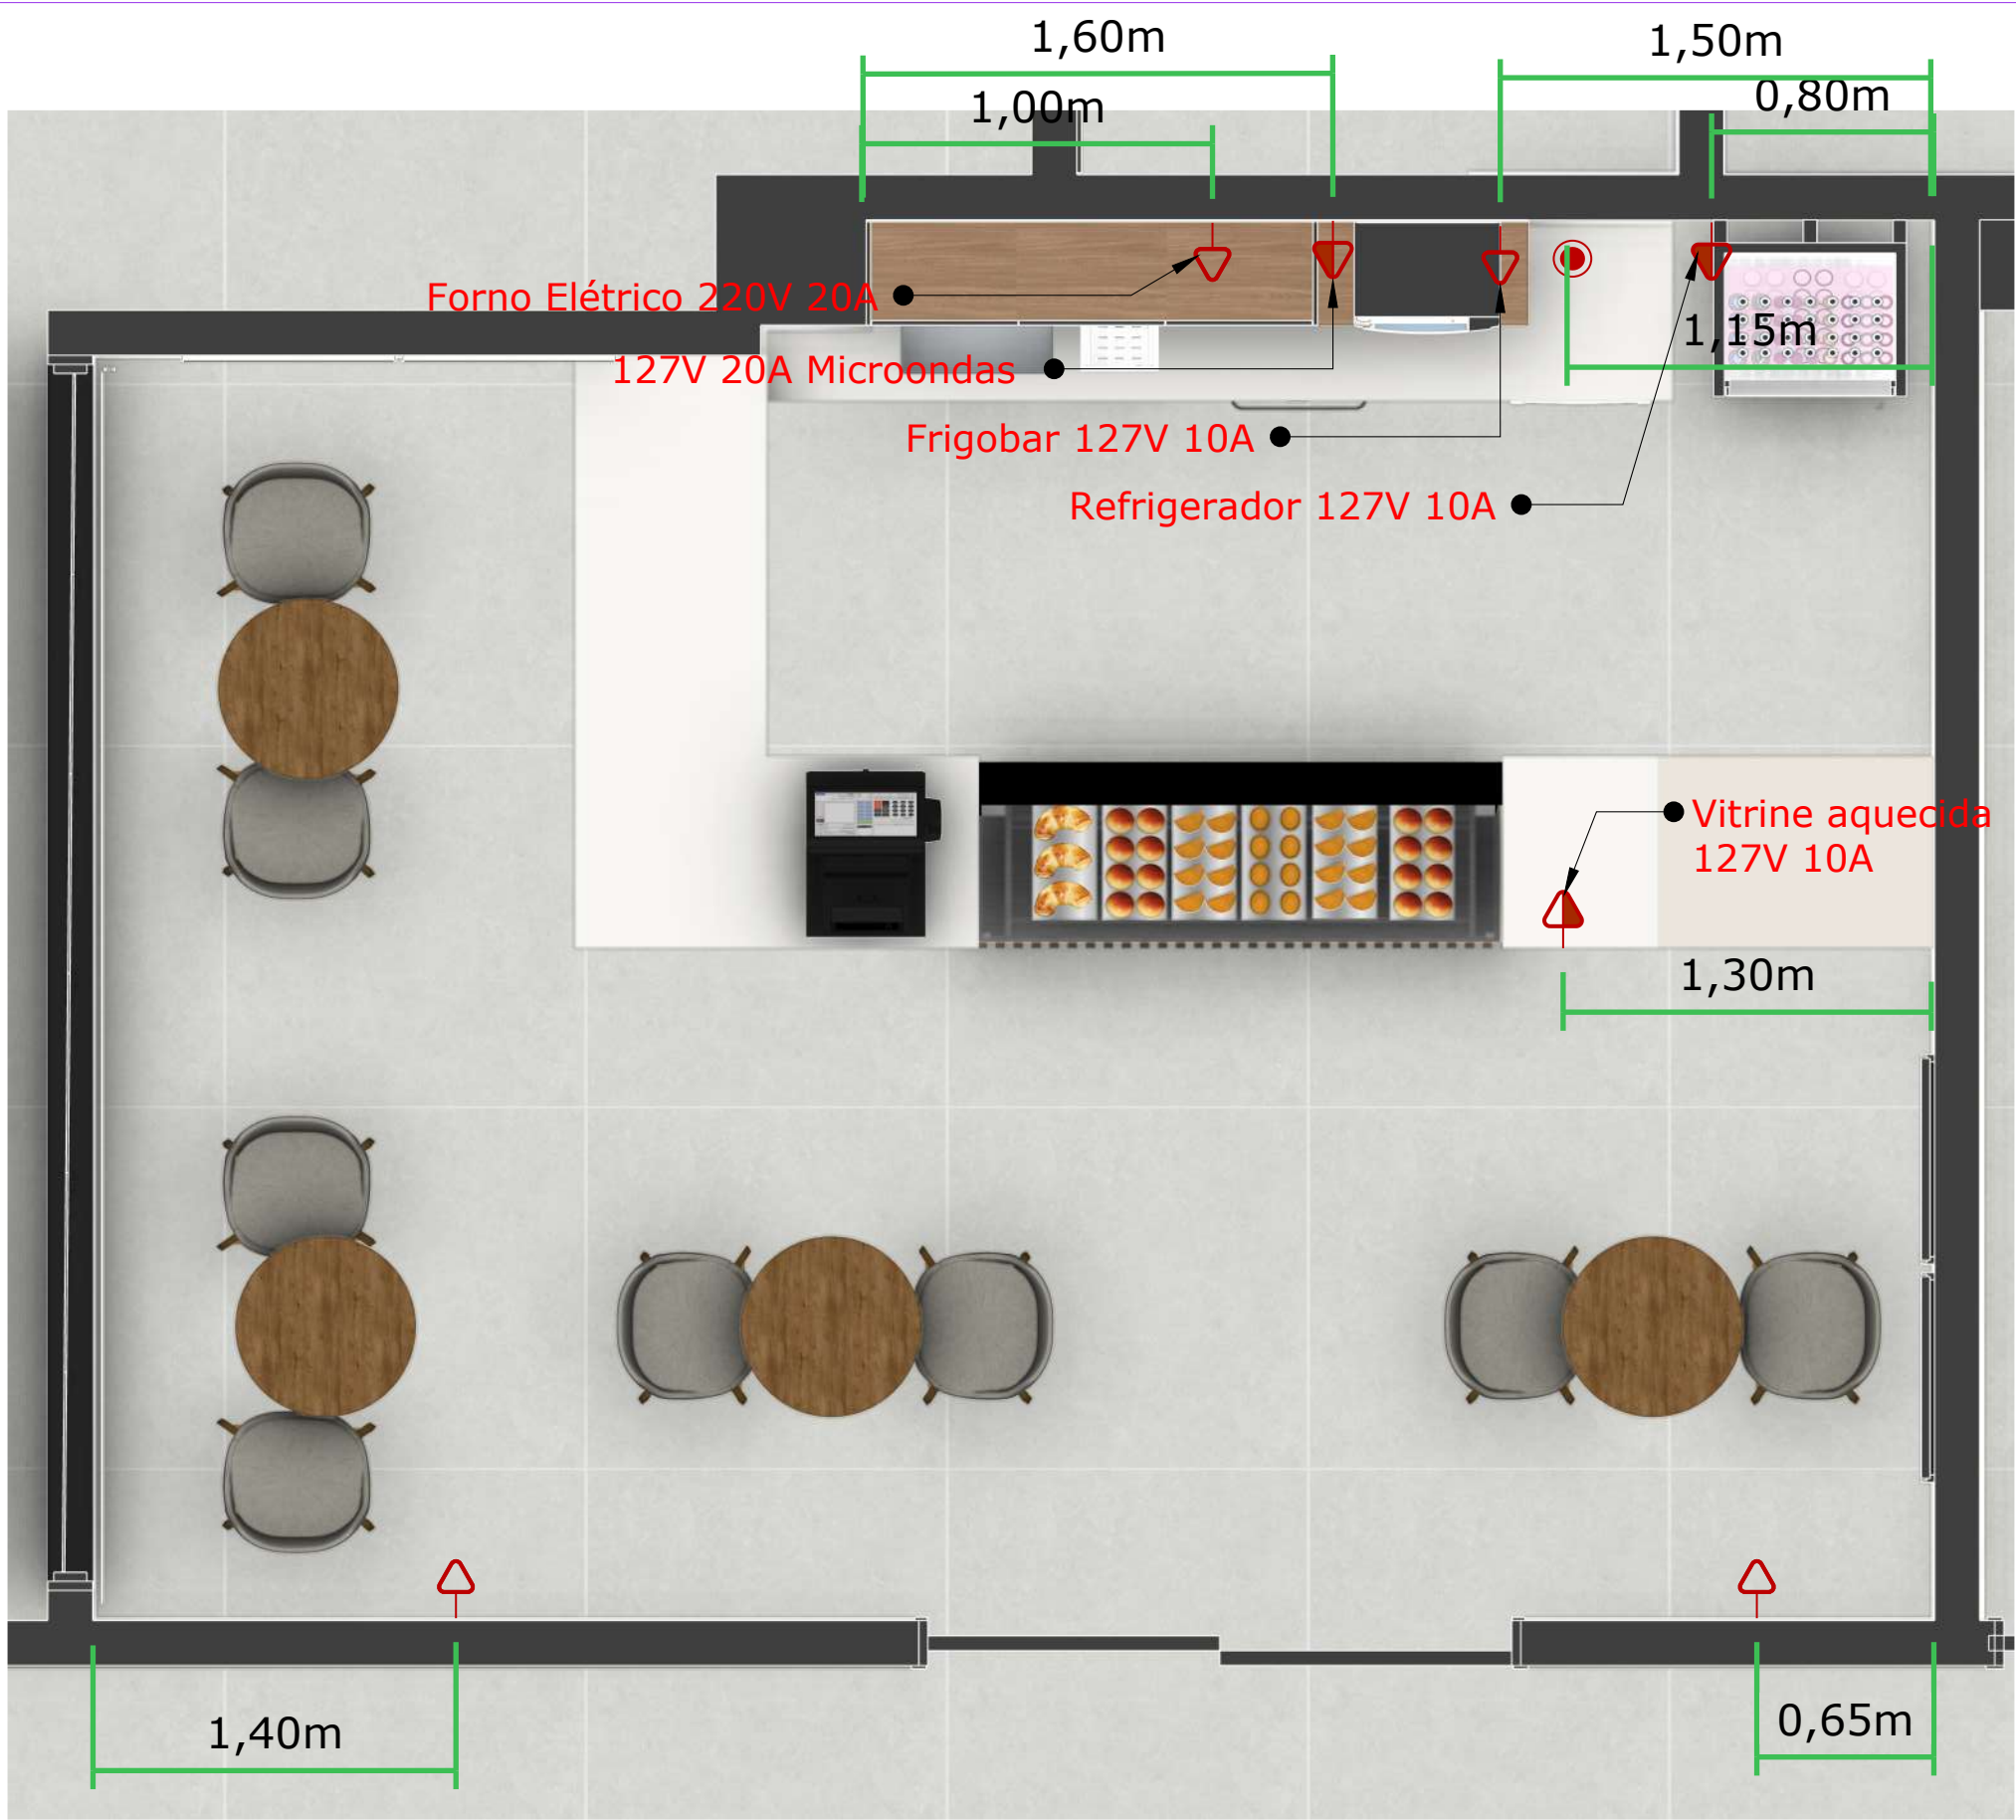 1,60m
1,50m
1,00m
0,80m
Forno Elétrico 220V 20A
1,15m
127V 20A Microondas
Frigobar 127V 10A
Refrigerador 127V 10A
Vitrine aquecida
127V 10A
1,30m
1,40m
0,65m